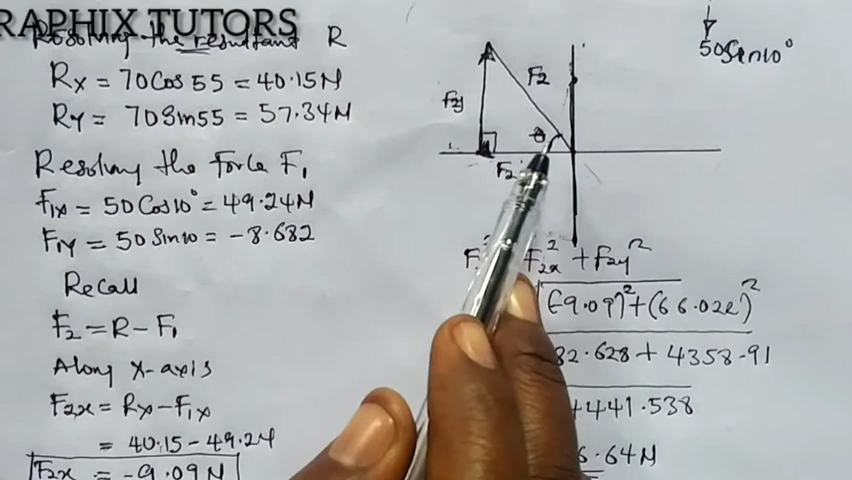 RAPHIX TUTORS
Resolving the resultant R
Rx = 70Cos 55 = 40.15N
Ry = 70Sin55 = 57.34N
Resolving the Force F1
F1x = 50Cos10° = 49.24N
F1y = 50Sin10 = -8.682
Recall
F2 = R - F1
Along x-axis
F2x = Rx - F1x
= 40.15 - 49.24
F2x = -9.09N
50Sin10°
F2
F2y
θ
F2
F2x² + F2y²
(-9.09)² + (66.022)²
82.628 + 4358.91
4441.538
6.64N